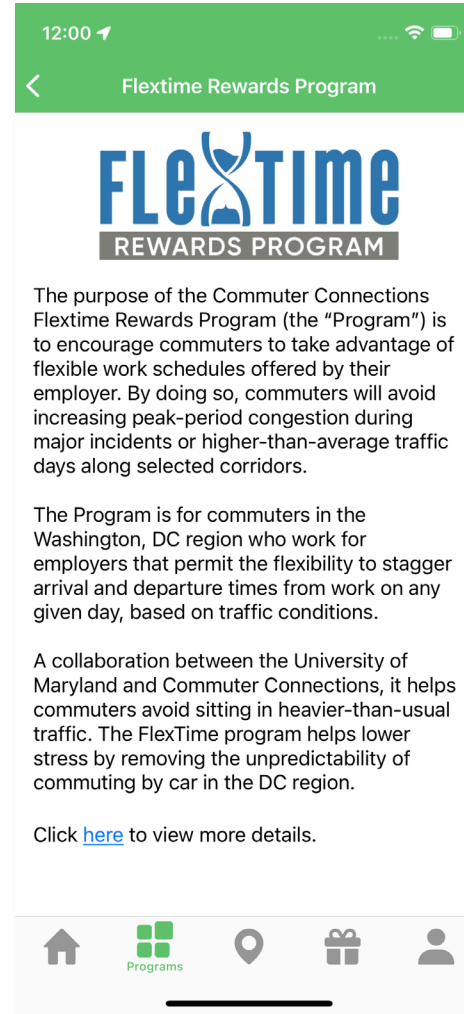 12:00
Flextime Rewards Program
FLEXTIME
REWARDS PROGRAM
The purpose of the Commuter Connections
Flextime Rewards Program (the “Program”) is
to encourage commuters to take advantage of
flexible work schedules offered by their
employer. By doing so, commuters will avoid
increasing peak-period congestion during
major incidents or higher-than-average traffic
days along selected corridors.
The Program is for commuters in the
Washington, DC region who work for
employers that permit the flexibility to stagger
arrival and departure times from work on any
given day, based on traffic conditions.
A collaboration between the University of
Maryland and Commuter Connections, it helps
commuters avoid sitting in heavier-than-usual
traffic. The FlexTime program helps lower
stress by removing the unpredictability of
commuting by car in the DC region.
Click here to view more details.
Programs